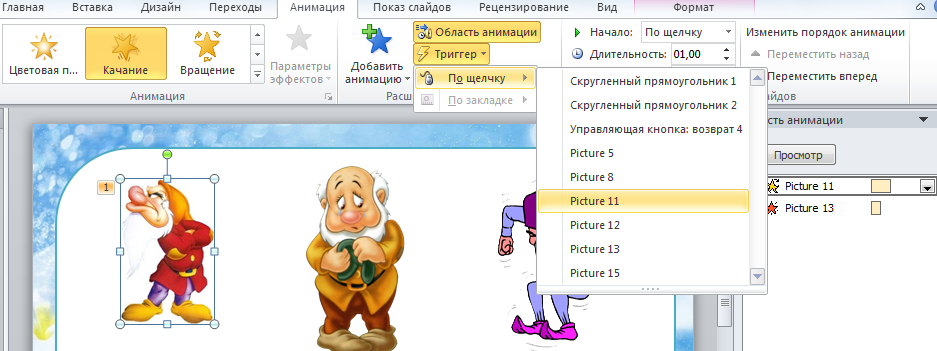 Главная Вставка Дизайн Переходы Анимация Показ слайдов Рецензирование Вид Формат
Цветовая п... Качание Вращение
Параметры эффектов
Добавить анимацию
Область анимации
Триггер
Начало: По щелчку
Длительность: 01,00
Изменить порядок анимации
Переместить назад
Переместить вперед
Анимация
Расш
йдов
По щелчку
По закладке
Скругленный прямоугольник 1
Скругленный прямоугольник 2
Управляющая кнопка: возврат 4
Picture 5
Picture 8
Picture 11
Picture 12
Picture 13
Picture 15
сть анимации
Просмотр
Picture 11
Picture 13
1